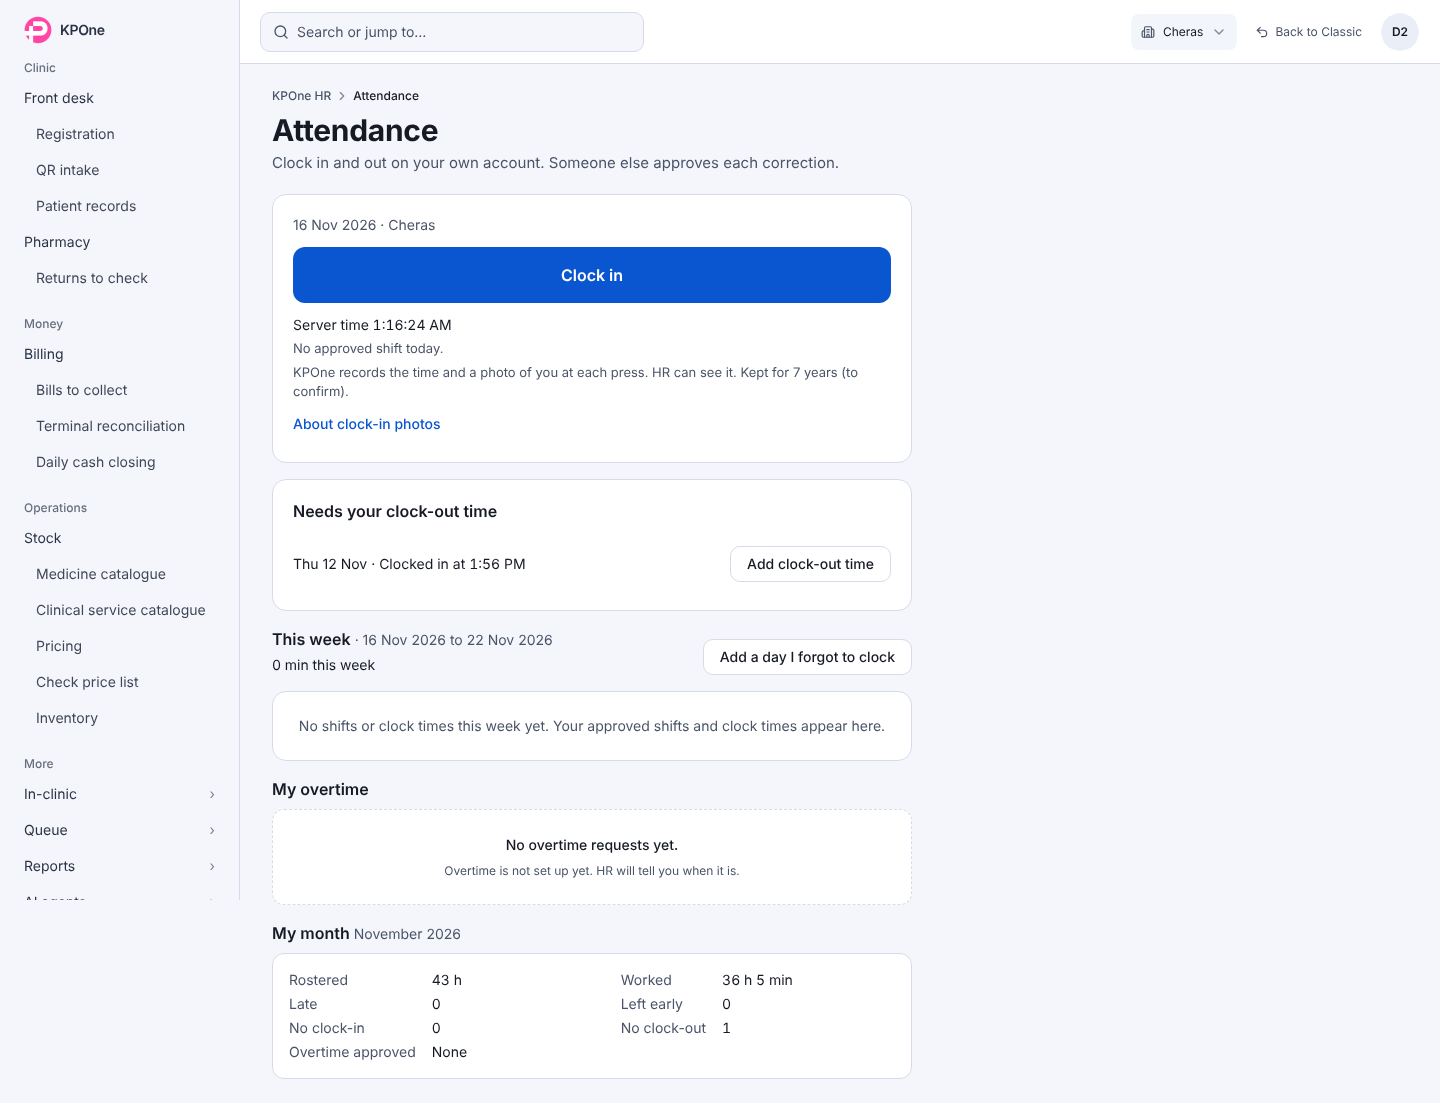 KPOne
Clinic
Front desk
Registration
QR intake
Patient records
Pharmacy
Returns to check
Money
Billing
Bills to collect
Terminal reconciliation
Daily cash closing
Operations
Stock
Medicine catalogue
Clinical service catalogue
Pricing
Check price list
Inventory
More
In-clinic
Queue
Reports
Search or jump to...
Cheras
Back to Classic
D2
KPOne HR > Attendance
Attendance
Clock in and out on your own account. Someone else approves each correction.
16 Nov 2026 · Cheras
Clock in
Server time 1:16:24 AM
No approved shift today.
KPOne records the time and a photo of you at each press. HR can see it. Kept for 7 years (to
confirm).
About clock-in photos
Needs your clock-out time
Thu 12 Nov · Clocked in at 1:56 PM
Add clock-out time
This week · 16 Nov 2026 to 22 Nov 2026
0 min this week
Add a day I forgot to clock
No shifts or clock times this week yet. Your approved shifts and clock times appear here.
My overtime
No overtime requests yet.
Overtime is not set up yet. HR will tell you when it is.
My month November 2026
Rostered 43 h Worked 36 h 5 min
Late 0 Left early 0
No clock-in 0 No clock-out 1
Overtime approved None